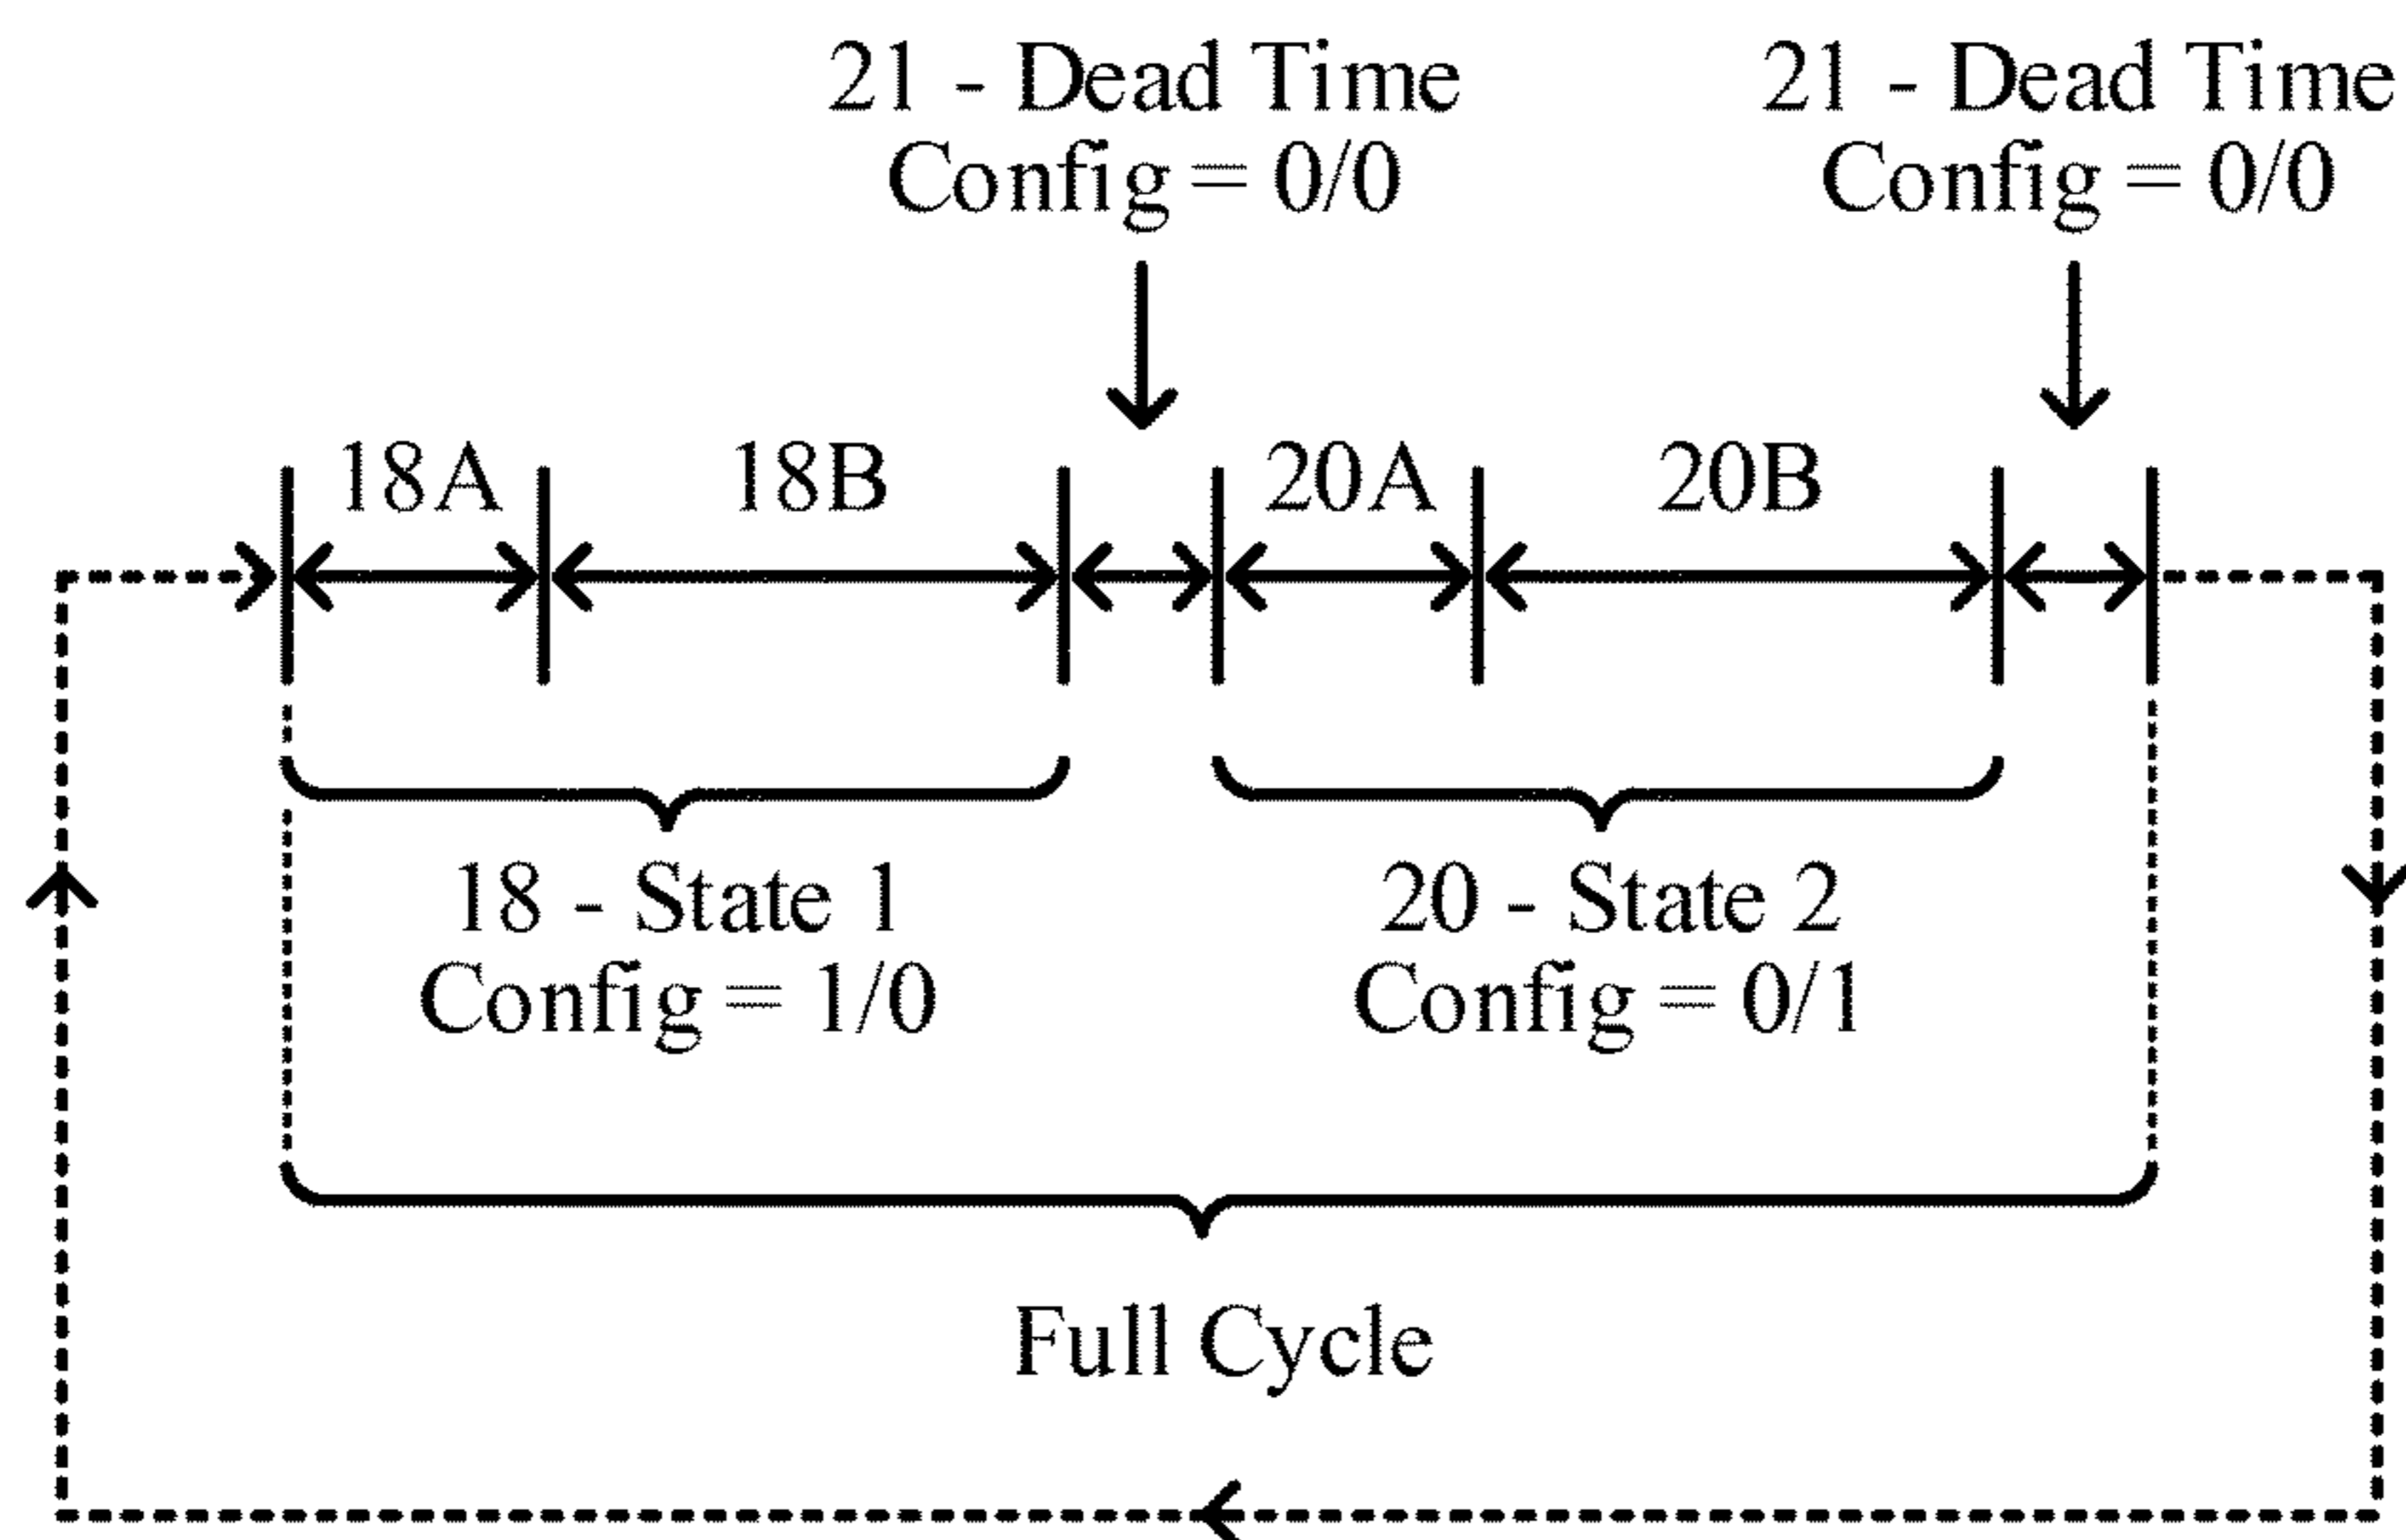 21 - Dead Time
Config = 0/0
21 - Dead Time
Config = 0/0
18A
18B
20A
20B
18 - State 1
Config = 1/0
20 - State 2
Config = 0/1
Full Cycle